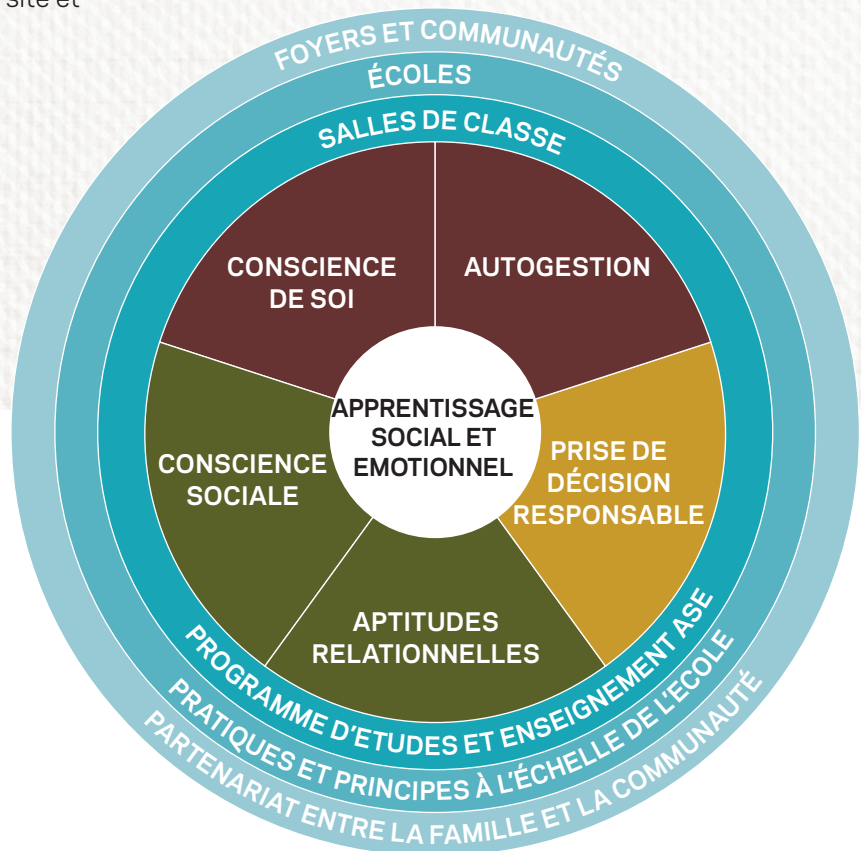 site et
FOYERS ET COMMUNAUTÉS
ÉCOLES
SALLES DE CLASSE
CONSCIENCE
DE SOI
AUTOGESTION
APPRENTISSAGE
SOCIAL ET
EMOTIONNEL
CONSCIENCE
SOCIALE
PRISE DE
DÉCISION
RESPONSABLE
APTITUDES
RELATIONNELLES
PROGRAMME D'ETUDES ET ENSEIGNEMENT ASE
PRATIQUES ET PRINCIPES À L'ÉCHELLE DE L'ECOLE
PARTENARIAT ENTRE LA FAMILLE ET LA COMMUNAUTÉ